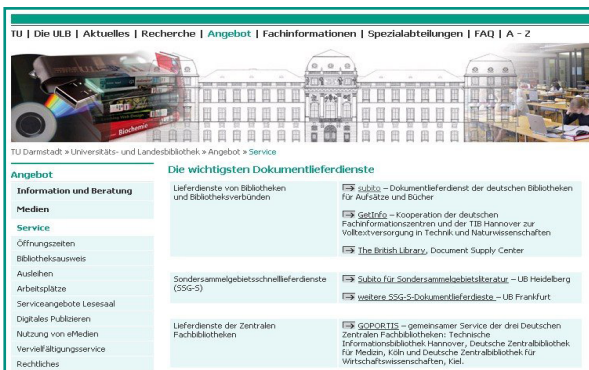 TU | Die ULB | Aktuelles | Recherche | Angebot | Fachinformationen | Spezialabteilungen | FAQ | A - Z
Biochemie
TU Darmstadt » Universitäts- und Landesbibliothek » Angebot » Service
Angebot
Information und Beratung
Medien
Service
Öffnungszeiten
Bibliotheksausweis
Ausleihen
Arbeitsplätze
Serviceangebote Lesesaal
Digitales Publizieren
Nutzung von eMedien
Vervielfältigungsservice
Rechtliches
Die wichtigsten Dokumentlieferdienste
Lieferdienste von Bibliotheken
und Bibliotheksverbünden
subito – Dokumentlieferdienst der deutschen Bibliotheken
für Aufsätze und Bücher
GetInfo – Kooperation der deutschen
Fachinformationszentren und der TIB Hannover zur
Volltextversorgung in Technik und Naturwissenschaften
The British Library, Document Supply Center
Sondersammelgebietsschnelllieferdienste
(SSG-S)
Subito für Sondersammelgebietsliteratur – UB Heidelberg
weitere SSG-S-Dokumentlieferdieste – UB Frankfurt
Lieferdienste der Zentralen
Fachbibliotheken
GOPORTIS – gemeinsamer Service der drei Deutschen
Zentralen Fachbibliotheken: Technische
Informationsbibliothek Hannover, Deutsche Zentralbibliothek
für Medizin, Köln und Deutsche Zentralbibliothek für
Wirtschaftswissenschaften, Kiel.